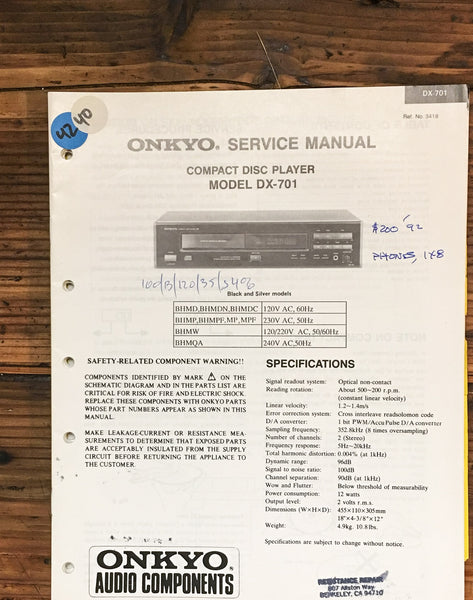 DX-701
Ref. No. 3418
42
40
ONKYO® SERVICE MANUAL
COMPACT DISC PLAYER
MODEL DX-701
ONKYO
$200 '92
PHONES, 1X8
Black and Silver models
BHMD, BHMDN, BHMDC 120V AC, 60Hz
BHMP, BHMPF, MP, MPF 230V AC, 50Hz
BHMW 120/220V AC, 50/60Hz
BHMQA 240V AC,50Hz
SAFETY-RELATED COMPONENT WARNING!!
COMPONENTS IDENTIFIED BY MARK ⚠ ON THE
SCHEMATIC DIAGRAM AND IN THE PARTS LIST ARE
CRITICAL FOR RISK OF FIRE AND ELECTRIC SHOCK.
REPLACE THESE COMPONENTS WITH ONKYO PARTS
WHOSE PART NUMBERS APPEAR AS SHOWN IN THIS
MANUAL.
MAKE LEAKAGE-CURRENT OR RESISTANCE MEA-
SUREMENTS TO DETERMINE THAT EXPOSED PARTS
ARE ACCEPTABLY INSULATED FROM THE SUPPLY
CIRCUIT BEFORE RETURNING THE APPLIANCE TO
THE CUSTOMER.
SPECIFICATIONS
Signal readout system: Optical non-contact
Reading rotation: About 500~200 r.p.m.
(constant linear velocity)
Linear velocity: 1.2~1.4m/s
Error correction system: Cross interleave readsolomon code
D/A converter: 1 bit PWM/AccuPulse D/A converter
Sampling frequency: 352.8kHz (8 times oversampling)
Number of channels: 2 (Stereo)
Frequency response: 5Hz~20kHz
Total harmonic distortion: 0.004% (at 1kHz)
Dynamic range: 96dB
Signal to noise ratio: 100dB
Channel separation: 90dB (at 1kHz)
Wow and Flutter: Below threshold of measurability
Power consumption: 12 watts
Output level: 2 volts r.m.s.
Dimensions (W×H×D): 455×110×305mm
18"×4-3/8"×12"
Weight: 4.9kg, 10.8lbs.
Specifications are subject to change without notice.
ONKYO®
AUDIO COMPONENTS
RESISTANCE REPAIR
807 Allston Way
BERKELEY, CA 94710